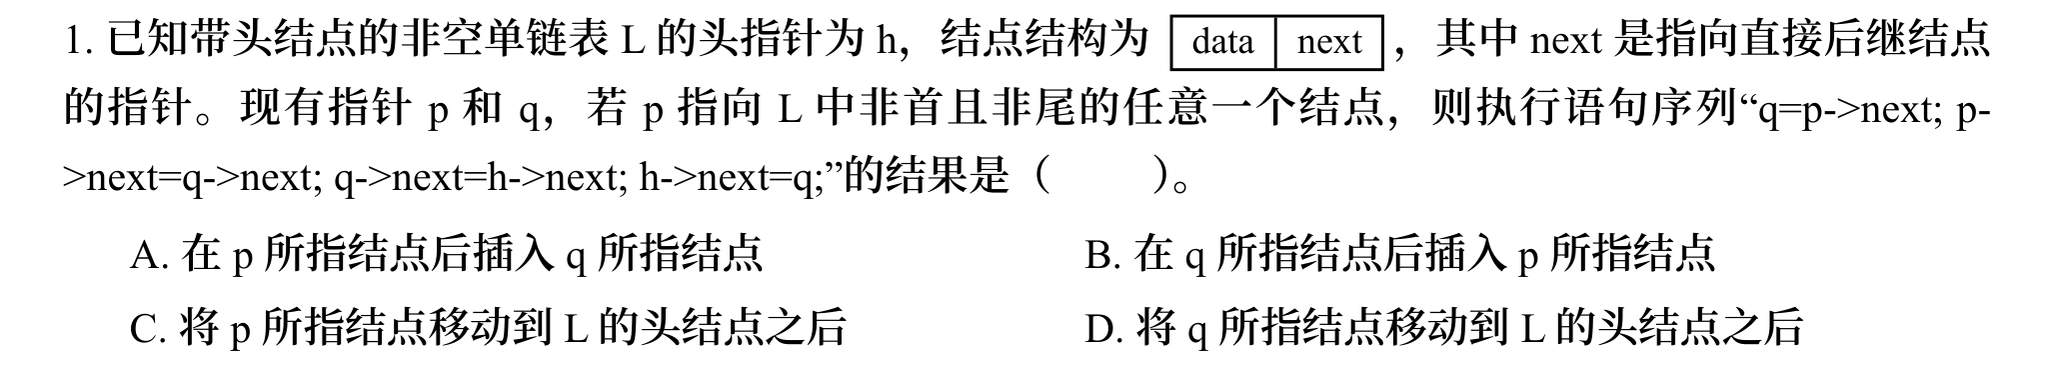 1. 已知带头结点的非空单链表 L 的头指针为 h，结点结构为 data next ，其中 next 是指向直接后继结点
的指针。现有指针 p 和 q，若 p 指向 L 中非首且非尾的任意一个结点，则执行语句序列“q=p->next; p-
>next=q->next; q->next=h->next; h->next=q;”的结果是（ ）。
A. 在 p 所指结点后插入 q 所指结点 B. 在 q 所指结点后插入 p 所指结点
C. 将 p 所指结点移动到 L 的头结点之后 D. 将 q 所指结点移动到 L 的头结点之后